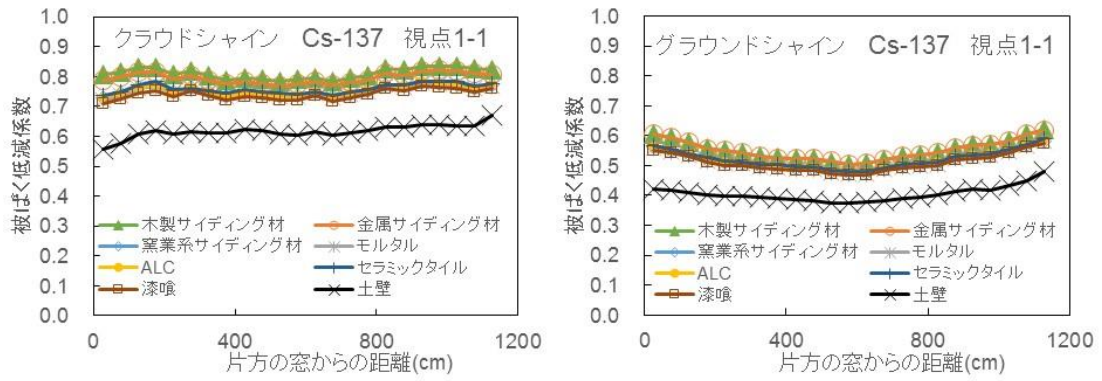 クラウドシャイン　Cs-137　視点1-1
被ばく低減係数
1.0
0.9
0.8
0.7
0.6
0.5
0.4
0.3
0.2
0.1
0.0
木製サイディング材
金属サイディング材
窯業系サイディング材
モルタル
ALC
セラミックタイル
漆喰
土壁
0
400
800
1200
片方の窓からの距離(cm)
グラウンドシャイン　Cs-137　視点1-1
被ばく低減係数
1.0
0.9
0.8
0.7
0.6
0.5
0.4
0.3
0.2
0.1
0.0
木製サイディング材
金属サイディング材
窯業系サイディング材
モルタル
ALC
セラミックタイル
漆喰
土壁
0
400
800
1200
片方の窓からの距離(cm)